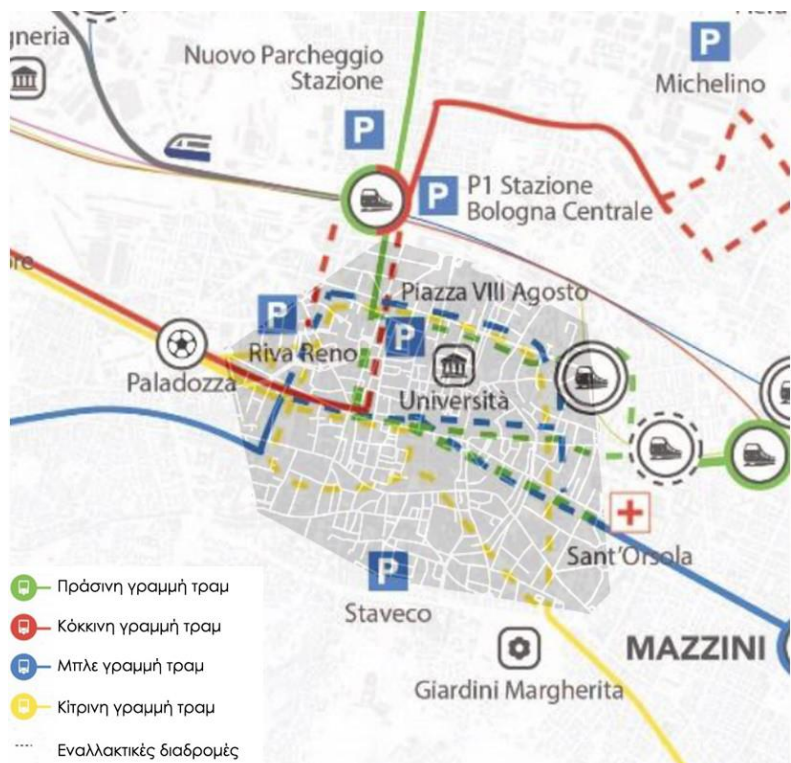 gneria
Nuovo Parcheggio
Stazione
P
Michelino
P
P
P1 Stazione
Bologna Centrale
Piazza VIII Agosto
P
Riva Reno
P
Paladozza
Università
Sant'Orsola
P
Staveco
MAZZINI
Giardini Margherita
Πράσινη γραμμή τραμ
Κόκκινη γραμμή τραμ
Μπλε γραμμή τραμ
Κίτρινη γραμμή τραμ
Εναλλακτικές διαδρομές